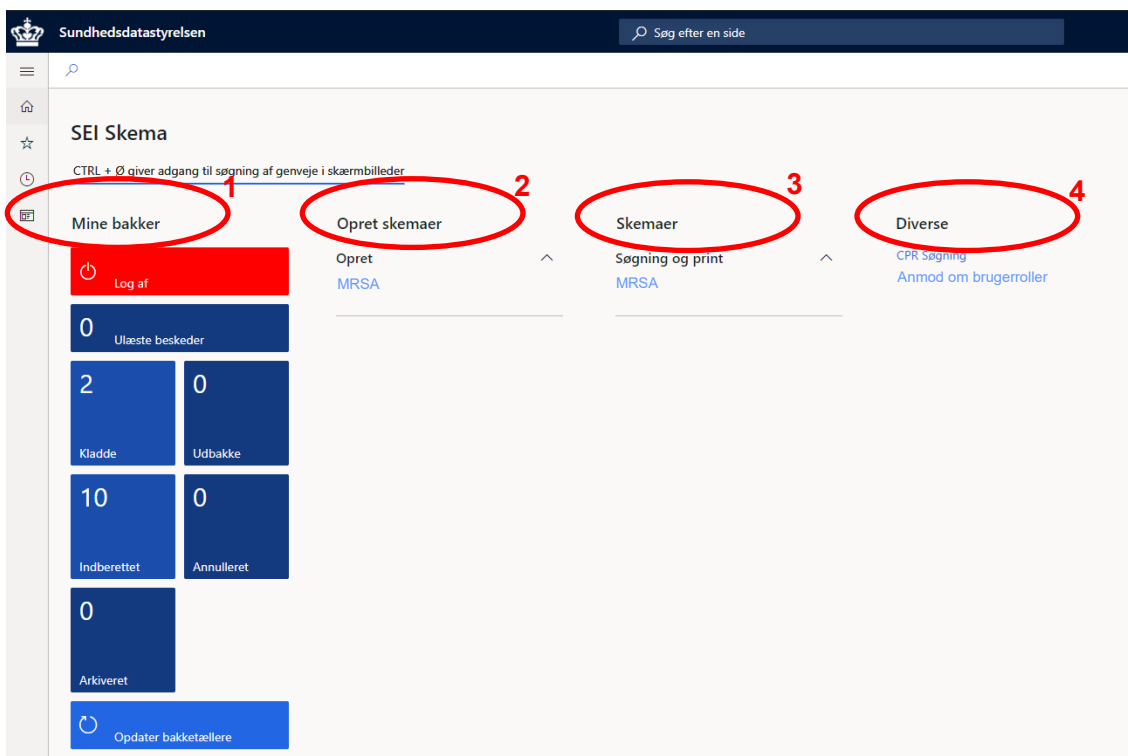 Sundhedsdatastyrelsen
Søg efter en side
SEI Skema
CTRL + Ø giver adgang til søgning af genveje i skærmbilleder
1
2
3
4
Mine bakker
Opret skemaer
Skemaer
Diverse
Log af
Opret
MRSA
Søgning og print
MRSA
CPR Søgning
Anmod om brugerroller
0
Ulæste beskeder
2
Kladde
0
Udbakke
10
Indberettet
0
Annulleret
0
Arkiveret
Opdater bakketællere